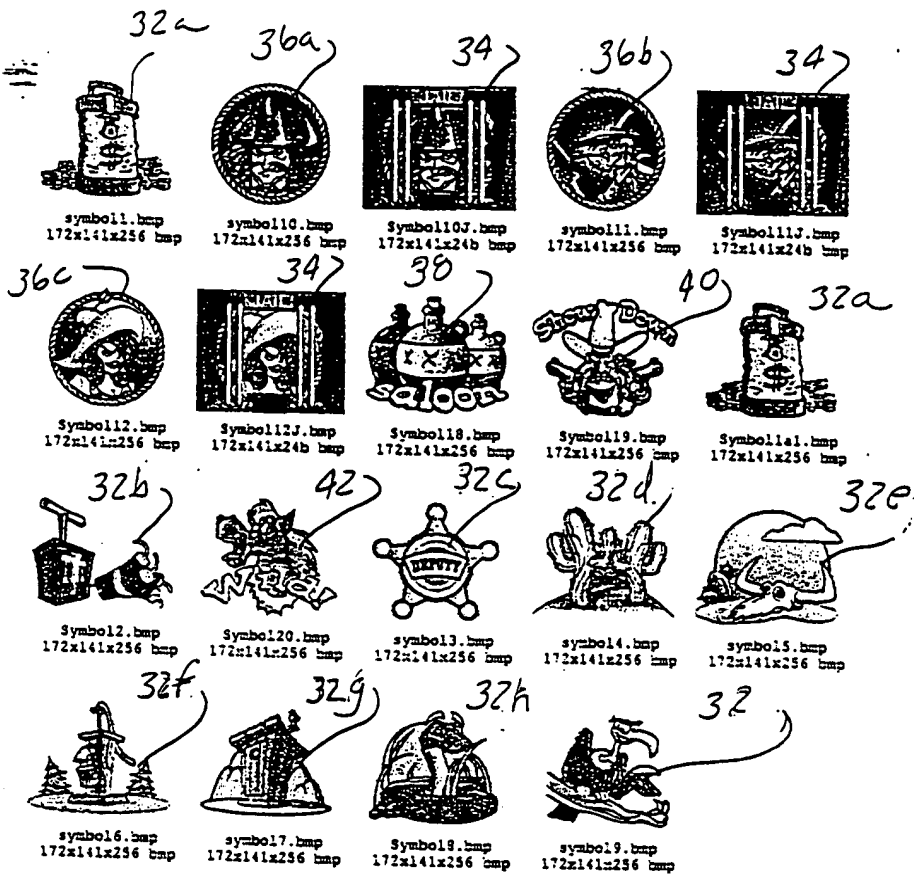 32a 36a 34 36b 34
JAIL JAIL
symbol1.bmp symbol10.bmp Symbol10J.bmp symbol11.bmp Symbol11J.bmp
172x141x256 bmp 172x141x256 bmp 172x141x24b bmp 172x141x256 bmp 172x141x24b bmp
36c 34 38 40 32a
JAIL Show Down
XX
saloon
Symbol12.bmp Symbol12J.bmp Symbol18.bmp Symbol19.bmp Symbol1a1.bmp
172x141x256 bmp 172x141x24b bmp 172x141x256 bmp 172x141x256 bmp 172x141x256 bmp
32b 42 32c 32d 32e
WILD
DEPUTY
Symbol2.bmp Symbol20.bmp symbol3.bmp symbol4.bmp symbol5.bmp
172x141x256 bmp 172x141x256 bmp 172x141x256 bmp 172x141x256 bmp 172x141x256 bmp
32f 32g 32h 32
symbol6.bmp symbol7.bmp Symbol8.bmp symbol9.bmp
172x141x256 bmp 172x141x256 bmp 172x141x256 bmp 172x141x256 bmp